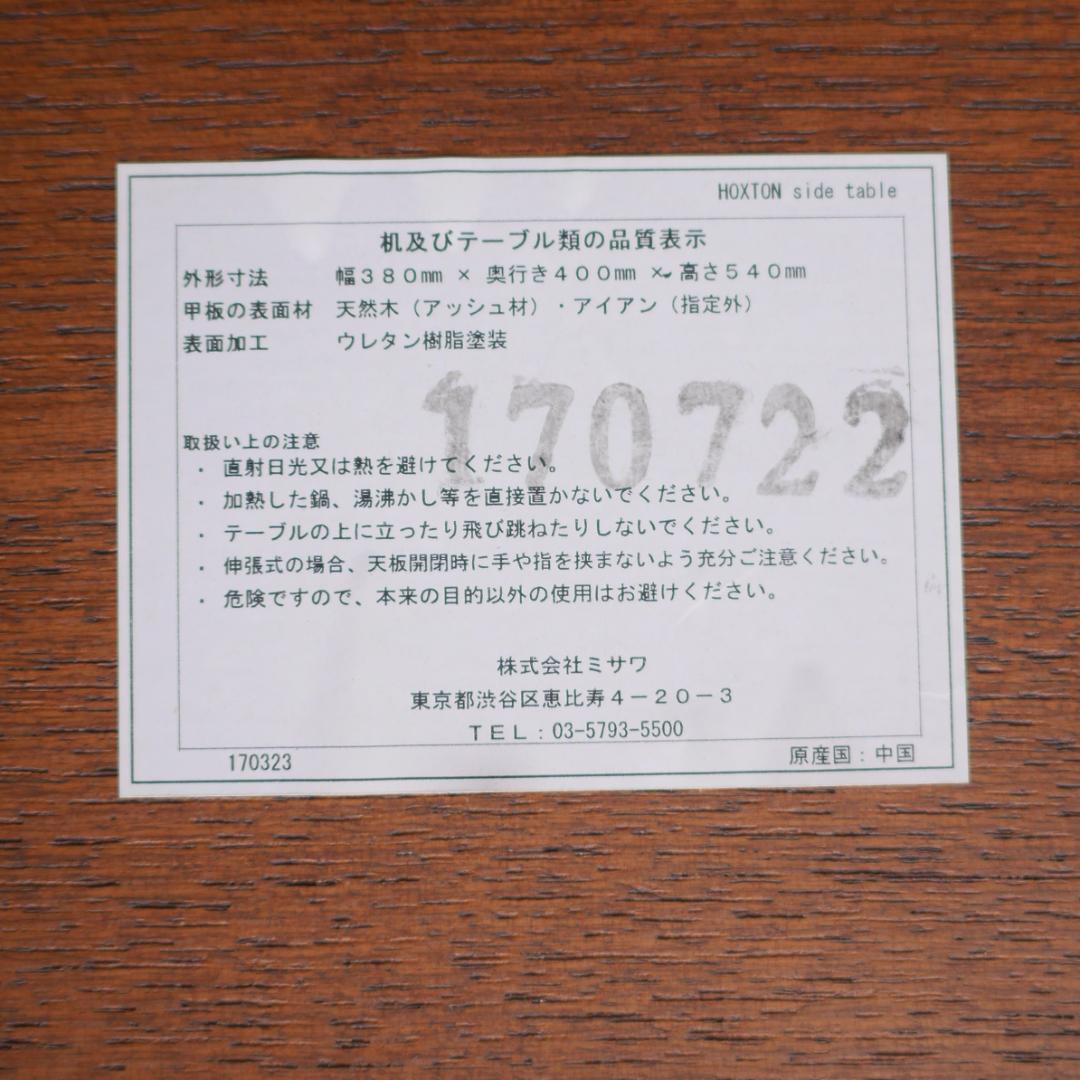 HOXTON side table
机及びテーブル類の品質表示
外形寸法 幅３８０㎜ × 奥行き４００㎜ × 高さ５４０㎜
甲板の表面材 天然木（アッシュ材）・アイアン（指定外）
表面加工 ウレタン樹脂塗装
170722
取扱い上の注意
・ 直射日光又は熱を避けてください。
・ 加熱した鍋、湯沸かし等を直接置かないでください。
・ テーブルの上に立ったり飛び跳ねたりしないでください。
・ 伸張式の場合、天板開閉時に手や指を挟まないよう充分ご注意ください。
・ 危険ですので、本来の目的以外の使用はお避けください。
株式会社ミサワ
東京都渋谷区恵比寿４－２０－３
ＴＥＬ：03-5793-5500
170323
原産国：中国